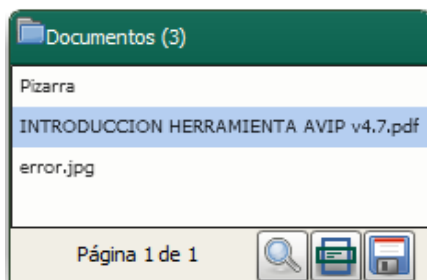 Documentos (3)
Pizarra
INTRODUCCION HERRAMIENTA AVIP v4.7.pdf
error.jpg
Página 1 de 1